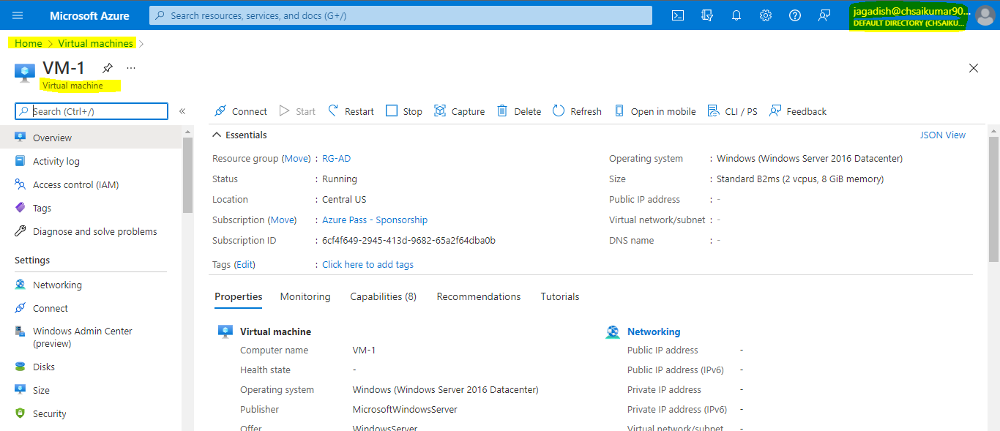 Microsoft Azure
Search resources, services, and docs (G+/)
jagadish@chsaikumar90...
DEFAULT DIRECTORY (CHSAIKU...
Home > Virtual machines >
VM-1
...
Virtual machine
Search (Ctrl+/)
«
Connect Start Restart Stop Capture Delete Refresh Open in mobile CLI / PS Feedback
Overview
Activity log
Access control (IAM)
Tags
Diagnose and solve problems
Settings
Networking
Connect
Windows Admin Center
(preview)
Disks
Size
Security
Essentials
JSON View
Resource group (Move) : RG-AD
Status : Running
Location : Central US
Subscription (Move) : Azure Pass - Sponsorship
Subscription ID : 6cf4f649-2945-413d-9682-65a2f64dba0b
Tags (Edit) : Click here to add tags
Operating system : Windows (Windows Server 2016 Datacenter)
Size : Standard B2ms (2 vcpus, 8 GiB memory)
Public IP address : -
Virtual network/subnet : -
DNS name : -
Properties Monitoring Capabilities (8) Recommendations Tutorials
Virtual machine
Computer name VM-1
Health state -
Operating system Windows (Windows Server 2016 Datacenter)
Publisher MicrosoftWindowsServer
Offer WindowsServer
Networking
Public IP address -
Public IP address (IPv6) -
Private IP address -
Private IP address (IPv6) -
Virtual network/subnet -